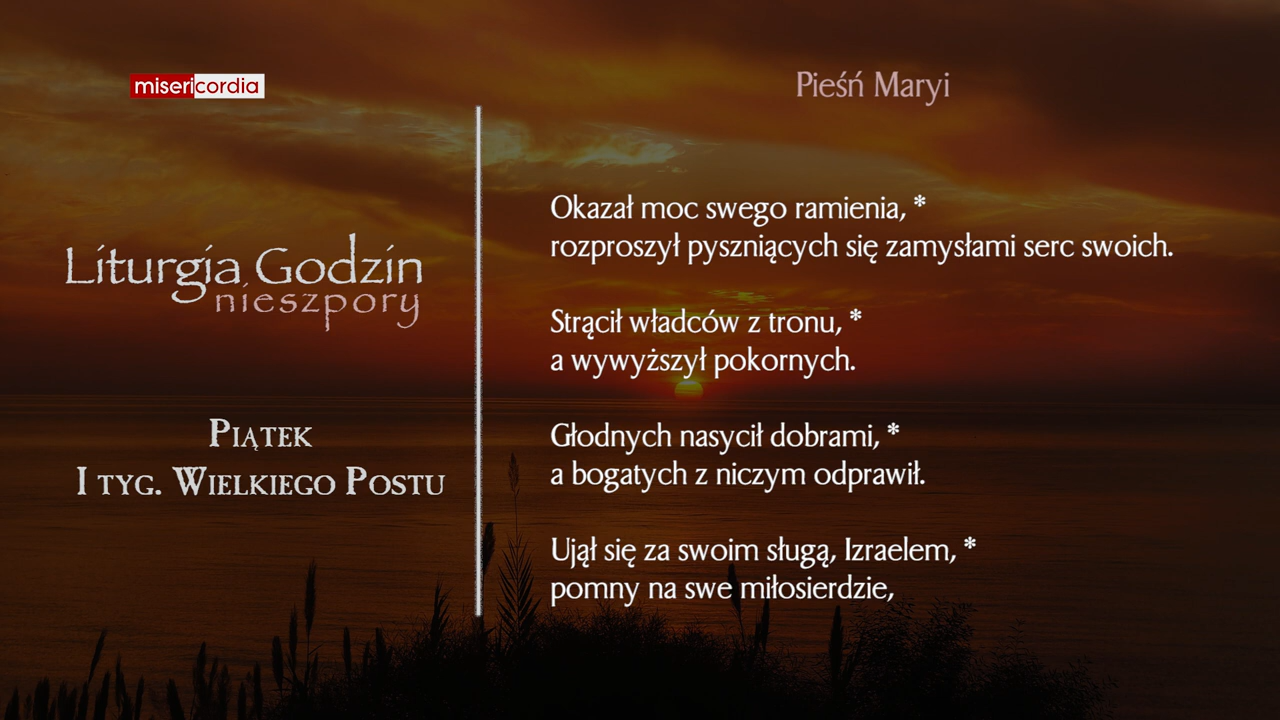 misericordia
Liturgia Godzin
nieszpory
Piątek
I tyg. Wielkiego Postu
Pieśń Maryi
Okazał moc swego ramienia, *
rozproszył pyszniących się zamysłami serc swoich.
Strącił władców z tronu, *
a wywyższył pokornych.
Głodnych nasycił dobrami, *
a bogatych z niczym odprawił.
Ujął się za swoim sługą, Izraelem, *
pomny na swe miłosierdzie,